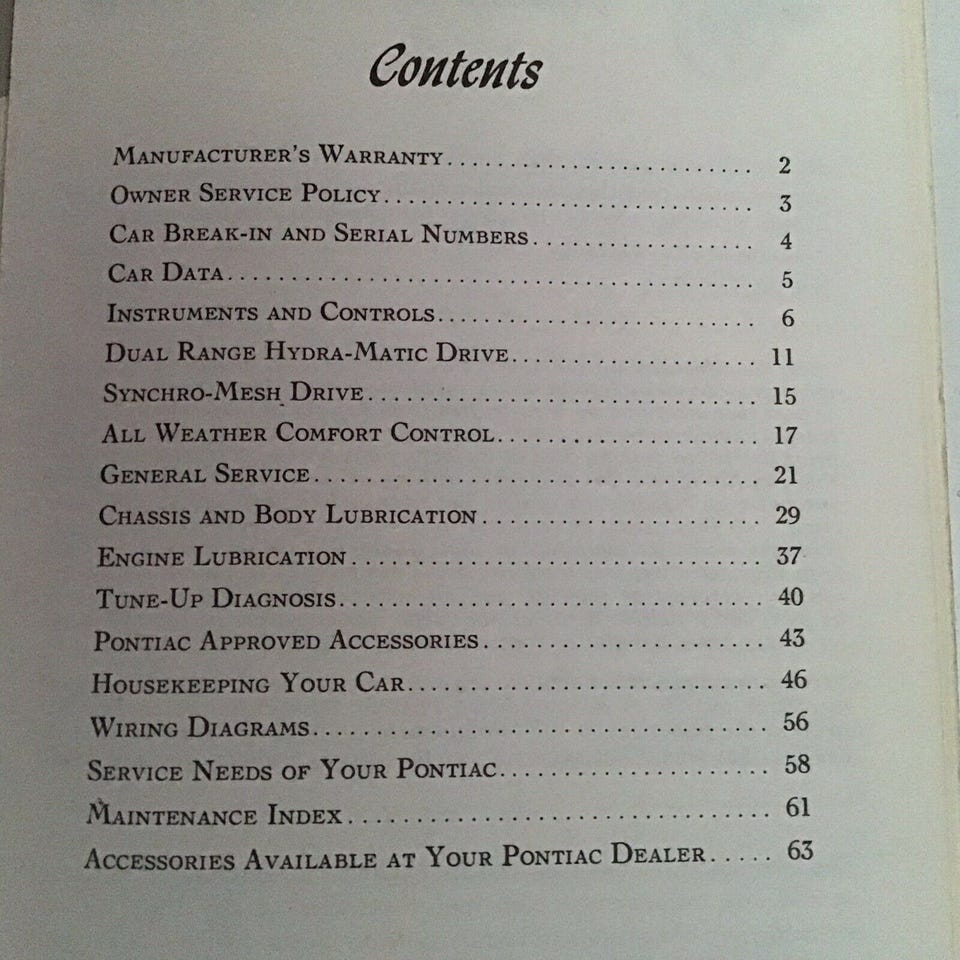 Contents
Manufacturer's Warranty............................ 2
Owner Service Policy................................. 3
Car Break-in and Serial Numbers.................. 4
Car Data............................................... 5
Instruments and Controls........................... 6
Dual Range Hydra-Matic Drive.................... 11
Synchro-Mesh Drive................................. 15
All Weather Comfort Control...................... 17
General Service....................................... 21
Chassis and Body Lubrication....................... 29
Engine Lubrication................................... 37
Tune-Up Diagnosis.................................... 40
Pontiac Approved Accessories....................... 43
Housekeeping Your Car.............................. 46
Wiring Diagrams...................................... 56
Service Needs of Your Pontiac...................... 58
Maintenance Index.................................... 61
Accessories Available at Your Pontiac Dealer..... 63